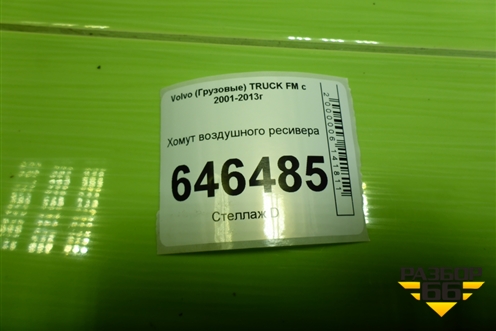 Volvo (Грузовые) TRUCK FM с
2001-2013г
Хомут воздушного ресивера
646485
Стеллаж D
РАЗБОР
66